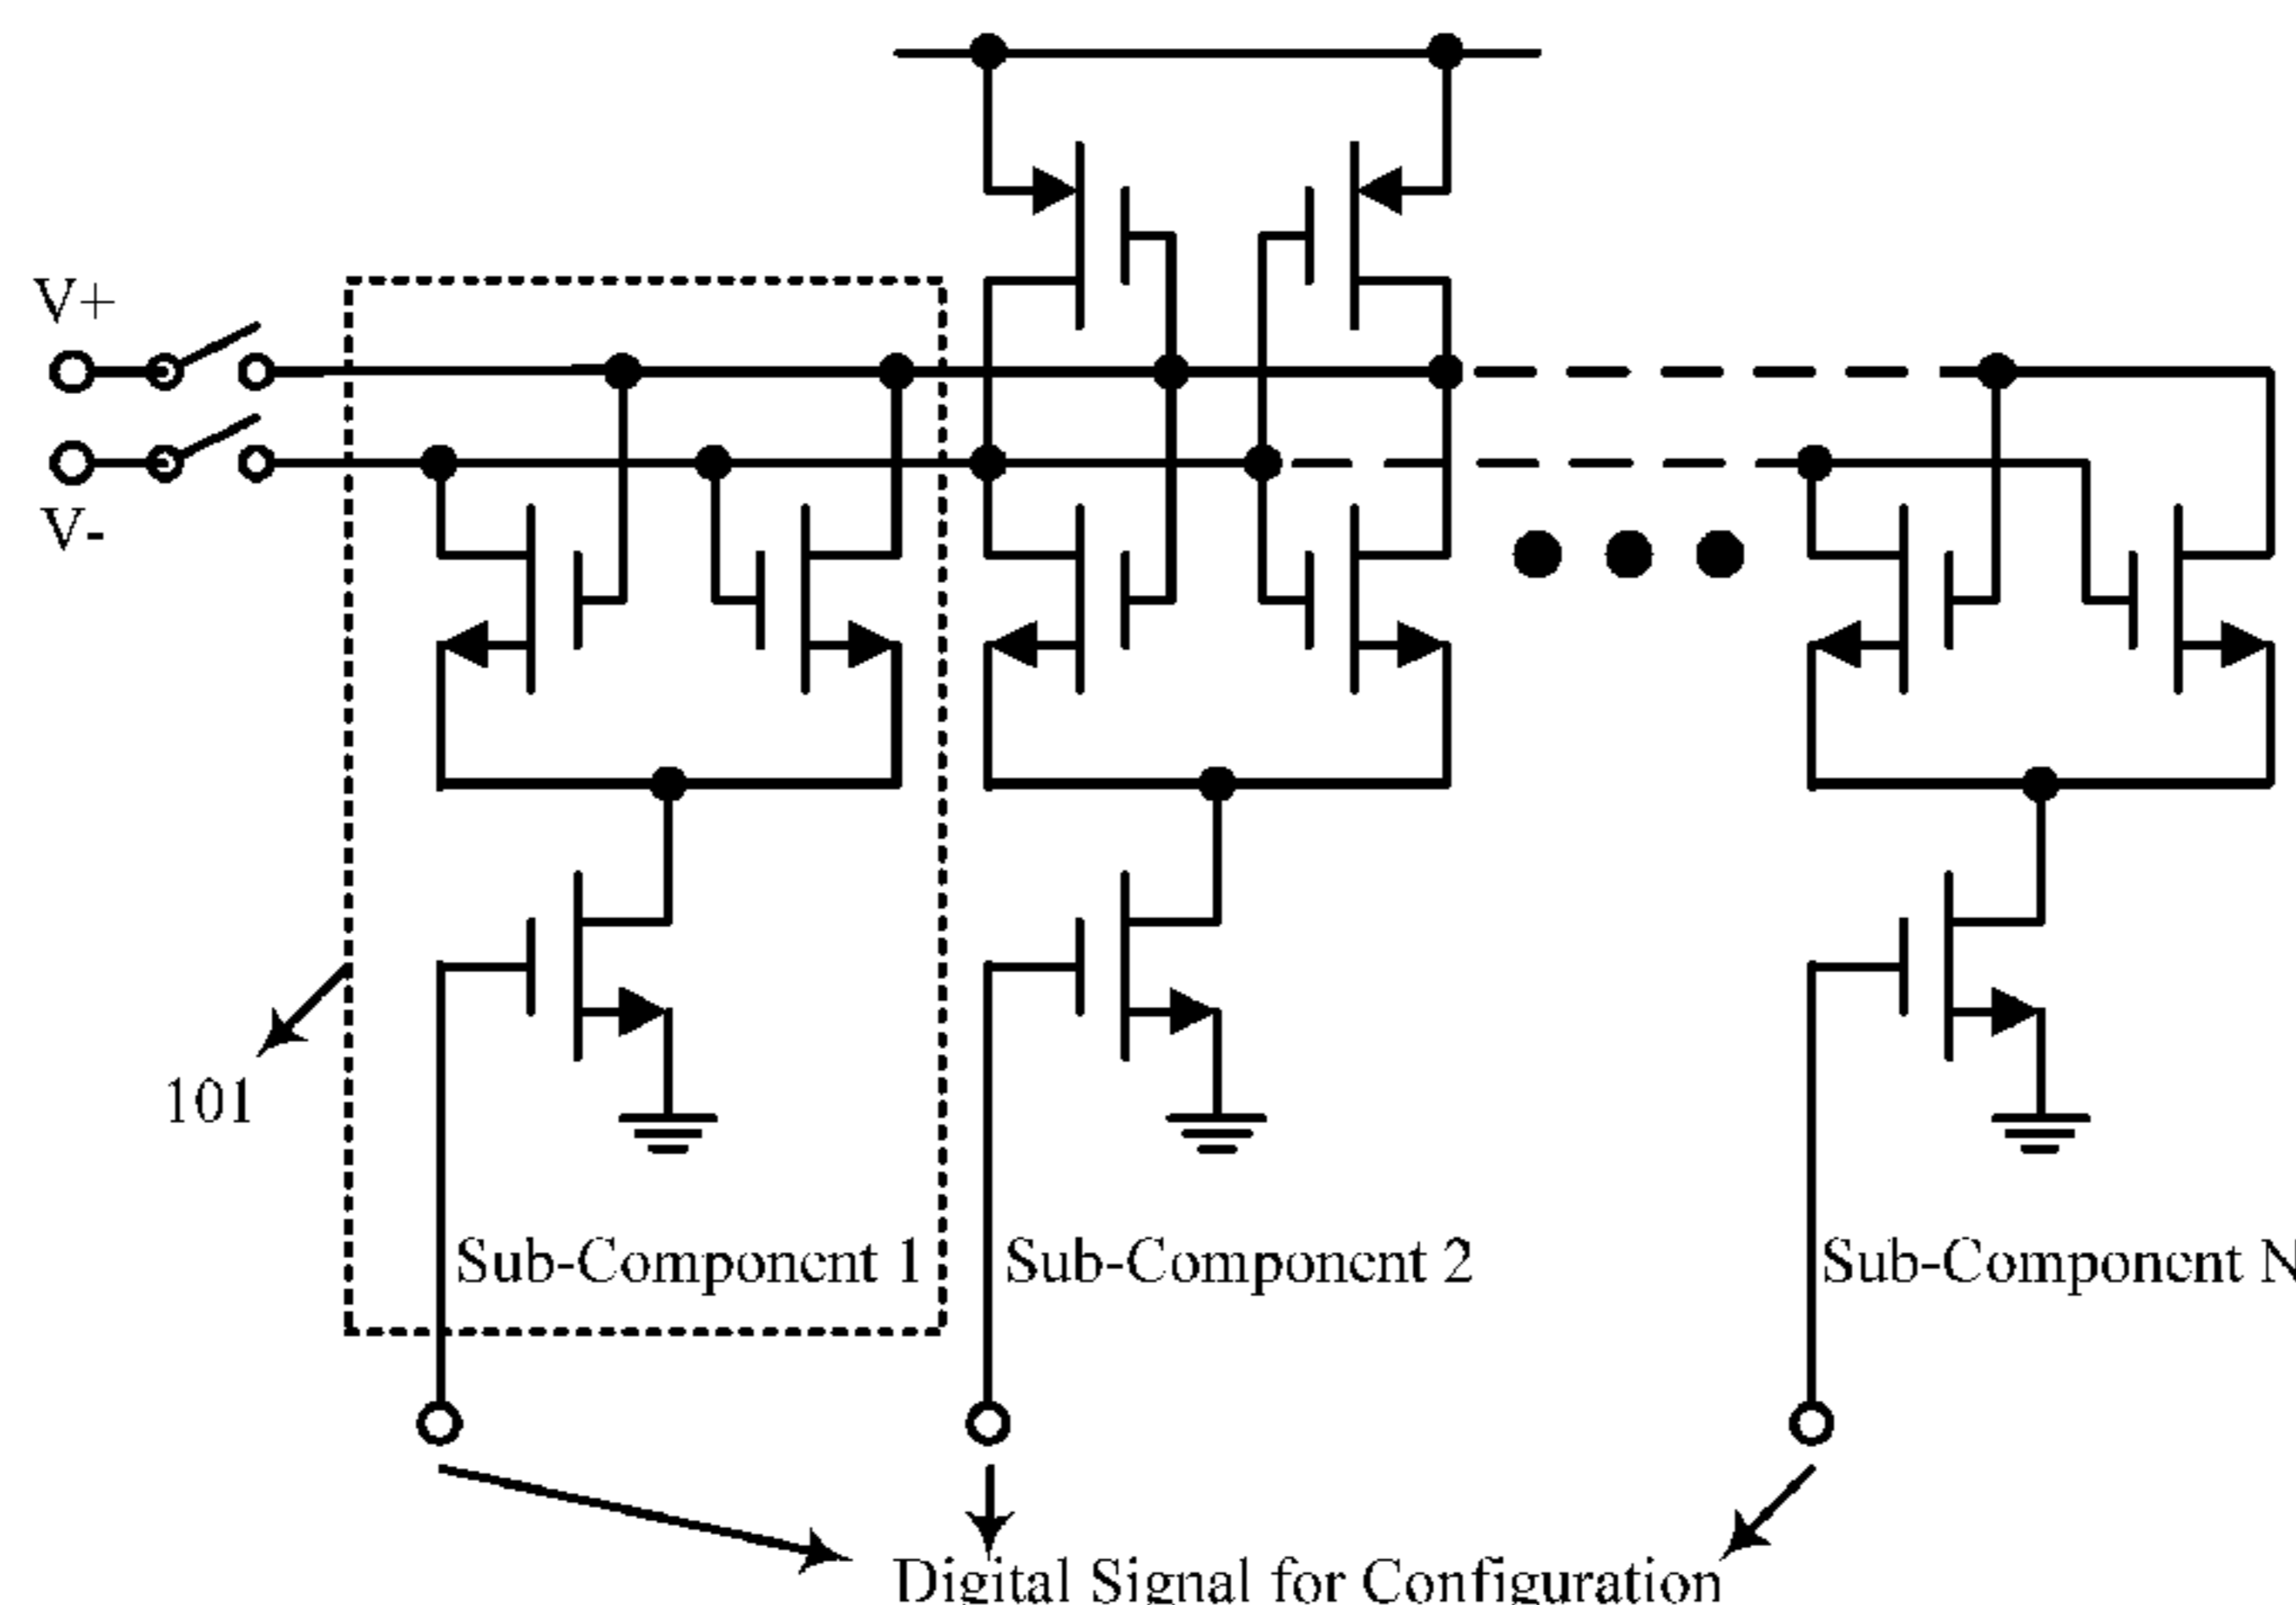 V+
V-
101
Sub-Component 1
Sub-Component 2
Sub-Component N
Digital Signal for Configuration